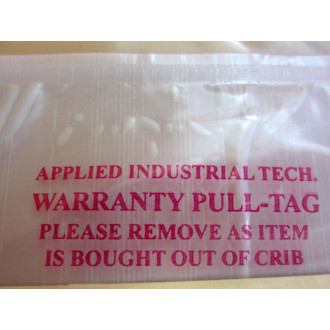 APPLIED INDUSTRIAL TECH.
WARRANTY PULL-TAG
PLEASE REMOVE AS ITEM
IS BOUGHT OUT OF CRIB